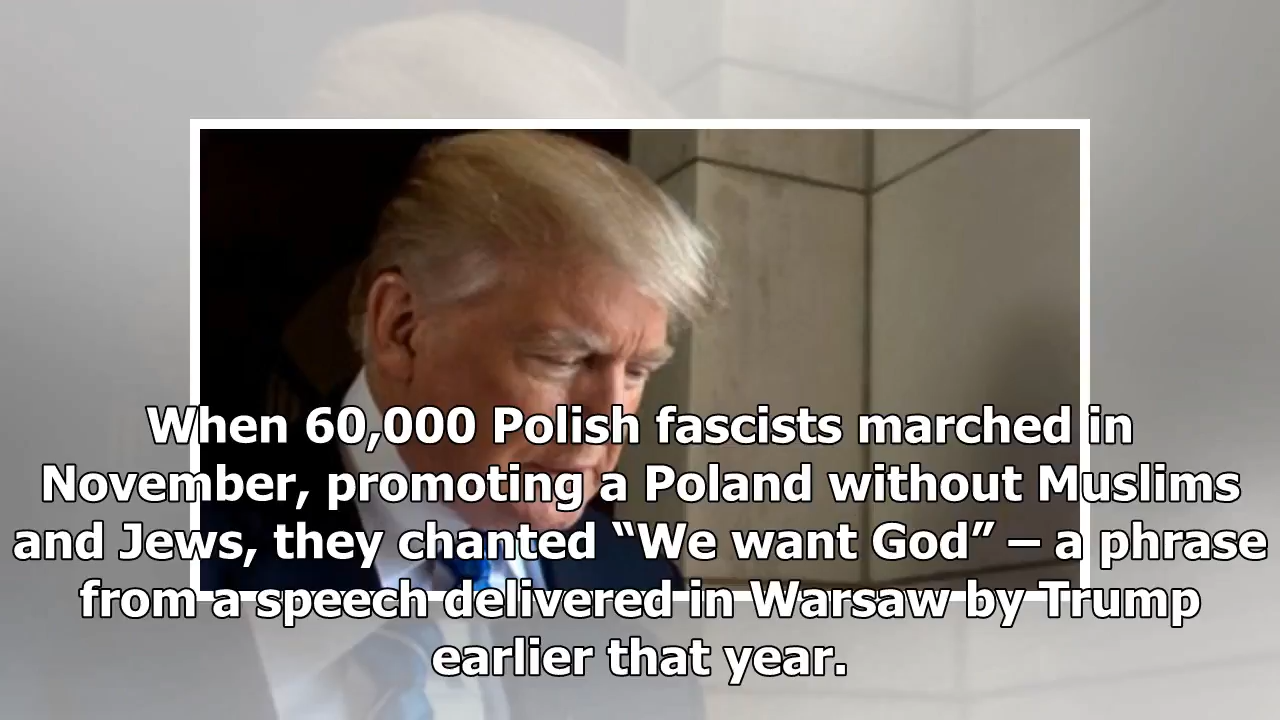 When 60,000 Polish fascists marched in
November, promoting a Poland without Muslims
and Jews, they chanted “We want God” – a phrase
from a speech delivered in Warsaw by Trump
earlier that year.